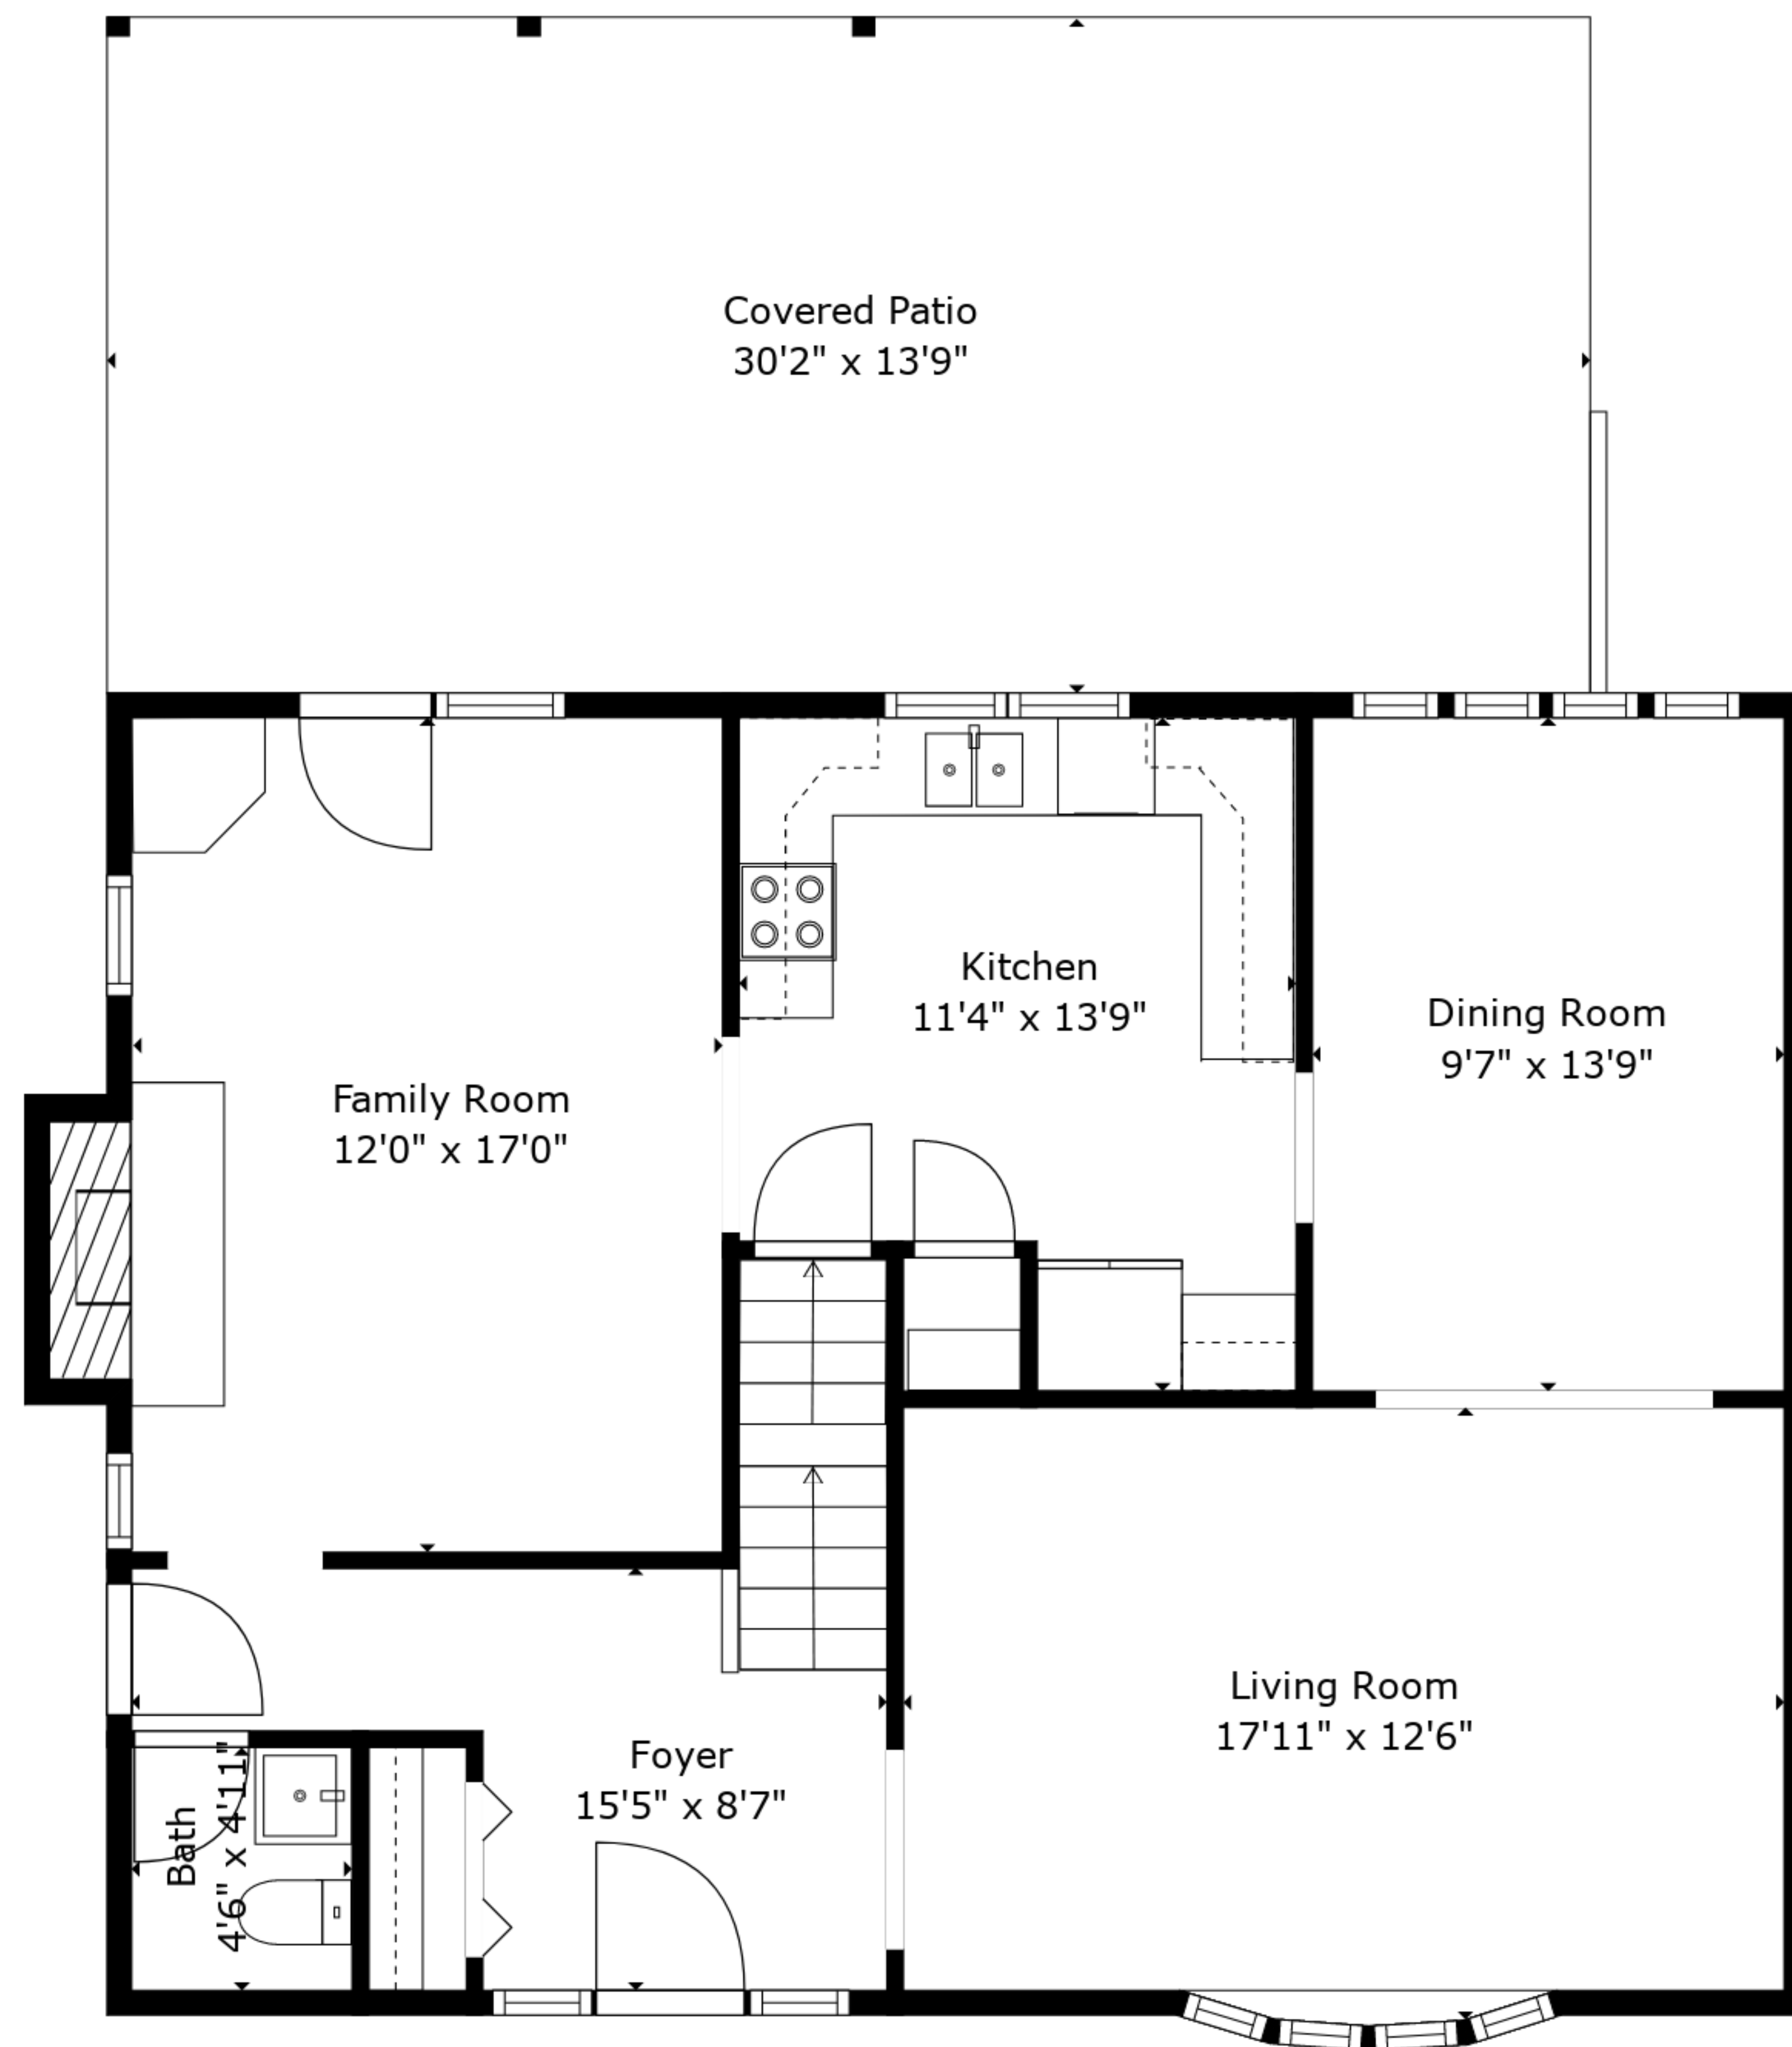 Covered Patio
30'2" x 13'9"
Kitchen
11'4" x 13'9"
Dining Room
9'7" x 13'9"
Family Room
12'0" x 17'0"
Living Room
17'11" x 12'6"
Foyer
15'5" x 8'7"
Bath
4'6" x 4'11"